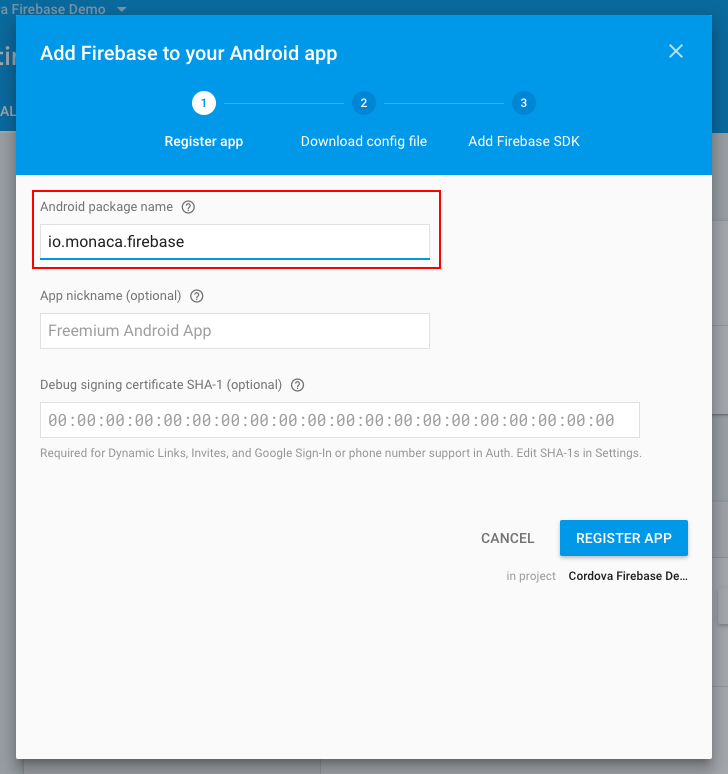 a Firebase Demo
Add Firebase to your Android app
1
2
3
Register app
Download config file
Add Firebase SDK
Android package name
io.monaca.firebase
App nickname (optional)
Freemium Android App
Debug signing certificate SHA-1 (optional)
00:00:00:00:00:00:00:00:00:00:00:00:00:00:00:00:00:00:00:00
Required for Dynamic Links, Invites, and Google Sign-In or phone number support in Auth. Edit SHA-1s in Settings.
CANCEL
REGISTER APP
in project Cordova Firebase De...